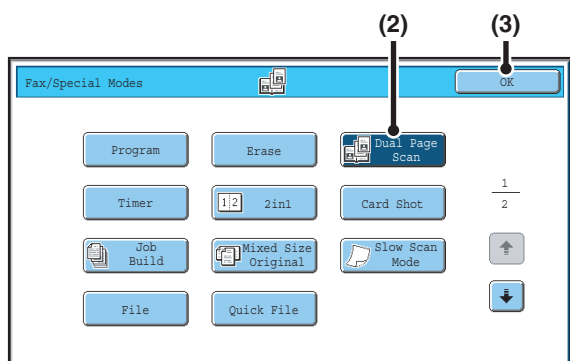 (2) (3)
Fax/Special Modes OK
Program Erase Dual Page
Scan
Timer 1 2 2in1 Card Shot 1
2
Job
Build Mixed Size
Original Slow Scan
Mode
File Quick File